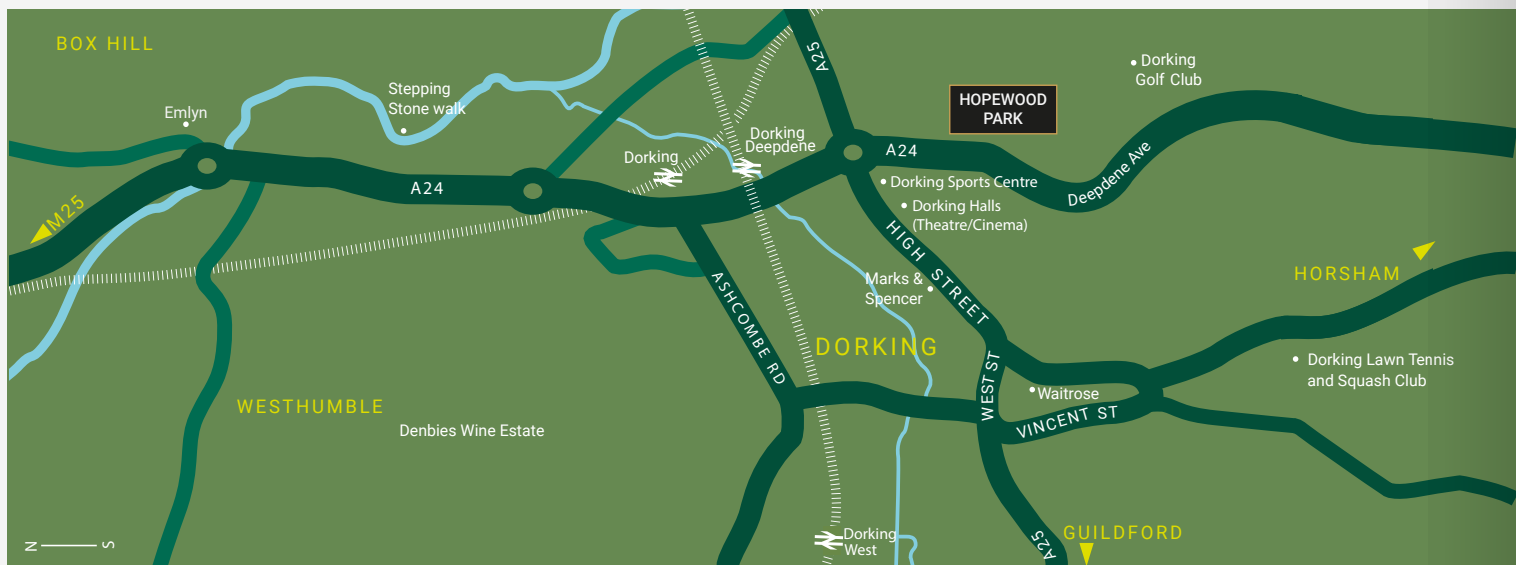 BOX HILL
Emlyn
Stepping
Stone walk
A25
Dorking
Golf Club
HOPEWOOD
PARK
Dorking
Dorking
Deepdene
A24
A24
Deepdene Ave
Dorking Sports Centre
Dorking Halls
(Theatre/Cinema)
M25
HIGH STREET
HORSHAM
Marks &
Spencer
ASHCOMBE RD
DORKING
WEST ST
Dorking Lawn Tennis
and Squash Club
Waitrose
VINCENT ST
WESTHUMBLE
Denbies Wine Estate
N
S
Dorking
West
A25
GUILDFORD